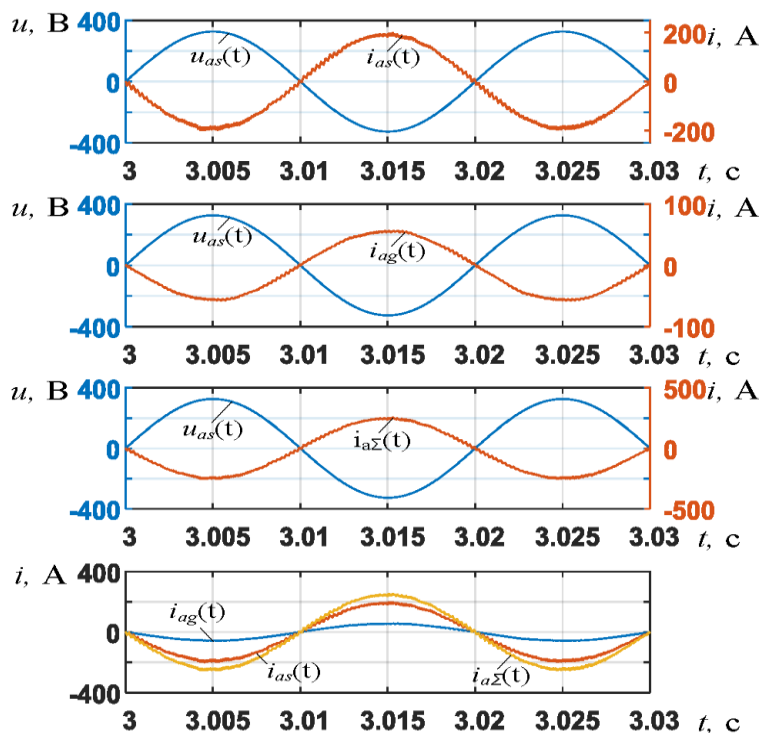 u, В 400 200 i, А
u_as(t) i_as(t)
0 0
-400 -200
3 3.005 3.01 3.015 3.02 3.025 3.03 t, с
u, В 400 100 i, А
u_as(t) i_ag(t)
0 0
-400 -100
3 3.005 3.01 3.015 3.02 3.025 3.03 t, с
u, В 400 500 i, А
u_as(t) i_aΣ(t)
0 0
-400 -500
3 3.005 3.01 3.015 3.02 3.025 3.03 t, с
i, А 400
i_ag(t)
0
i_as(t) i_aΣ(t)
-400
3 3.005 3.01 3.015 3.02 3.025 3.03 t, с